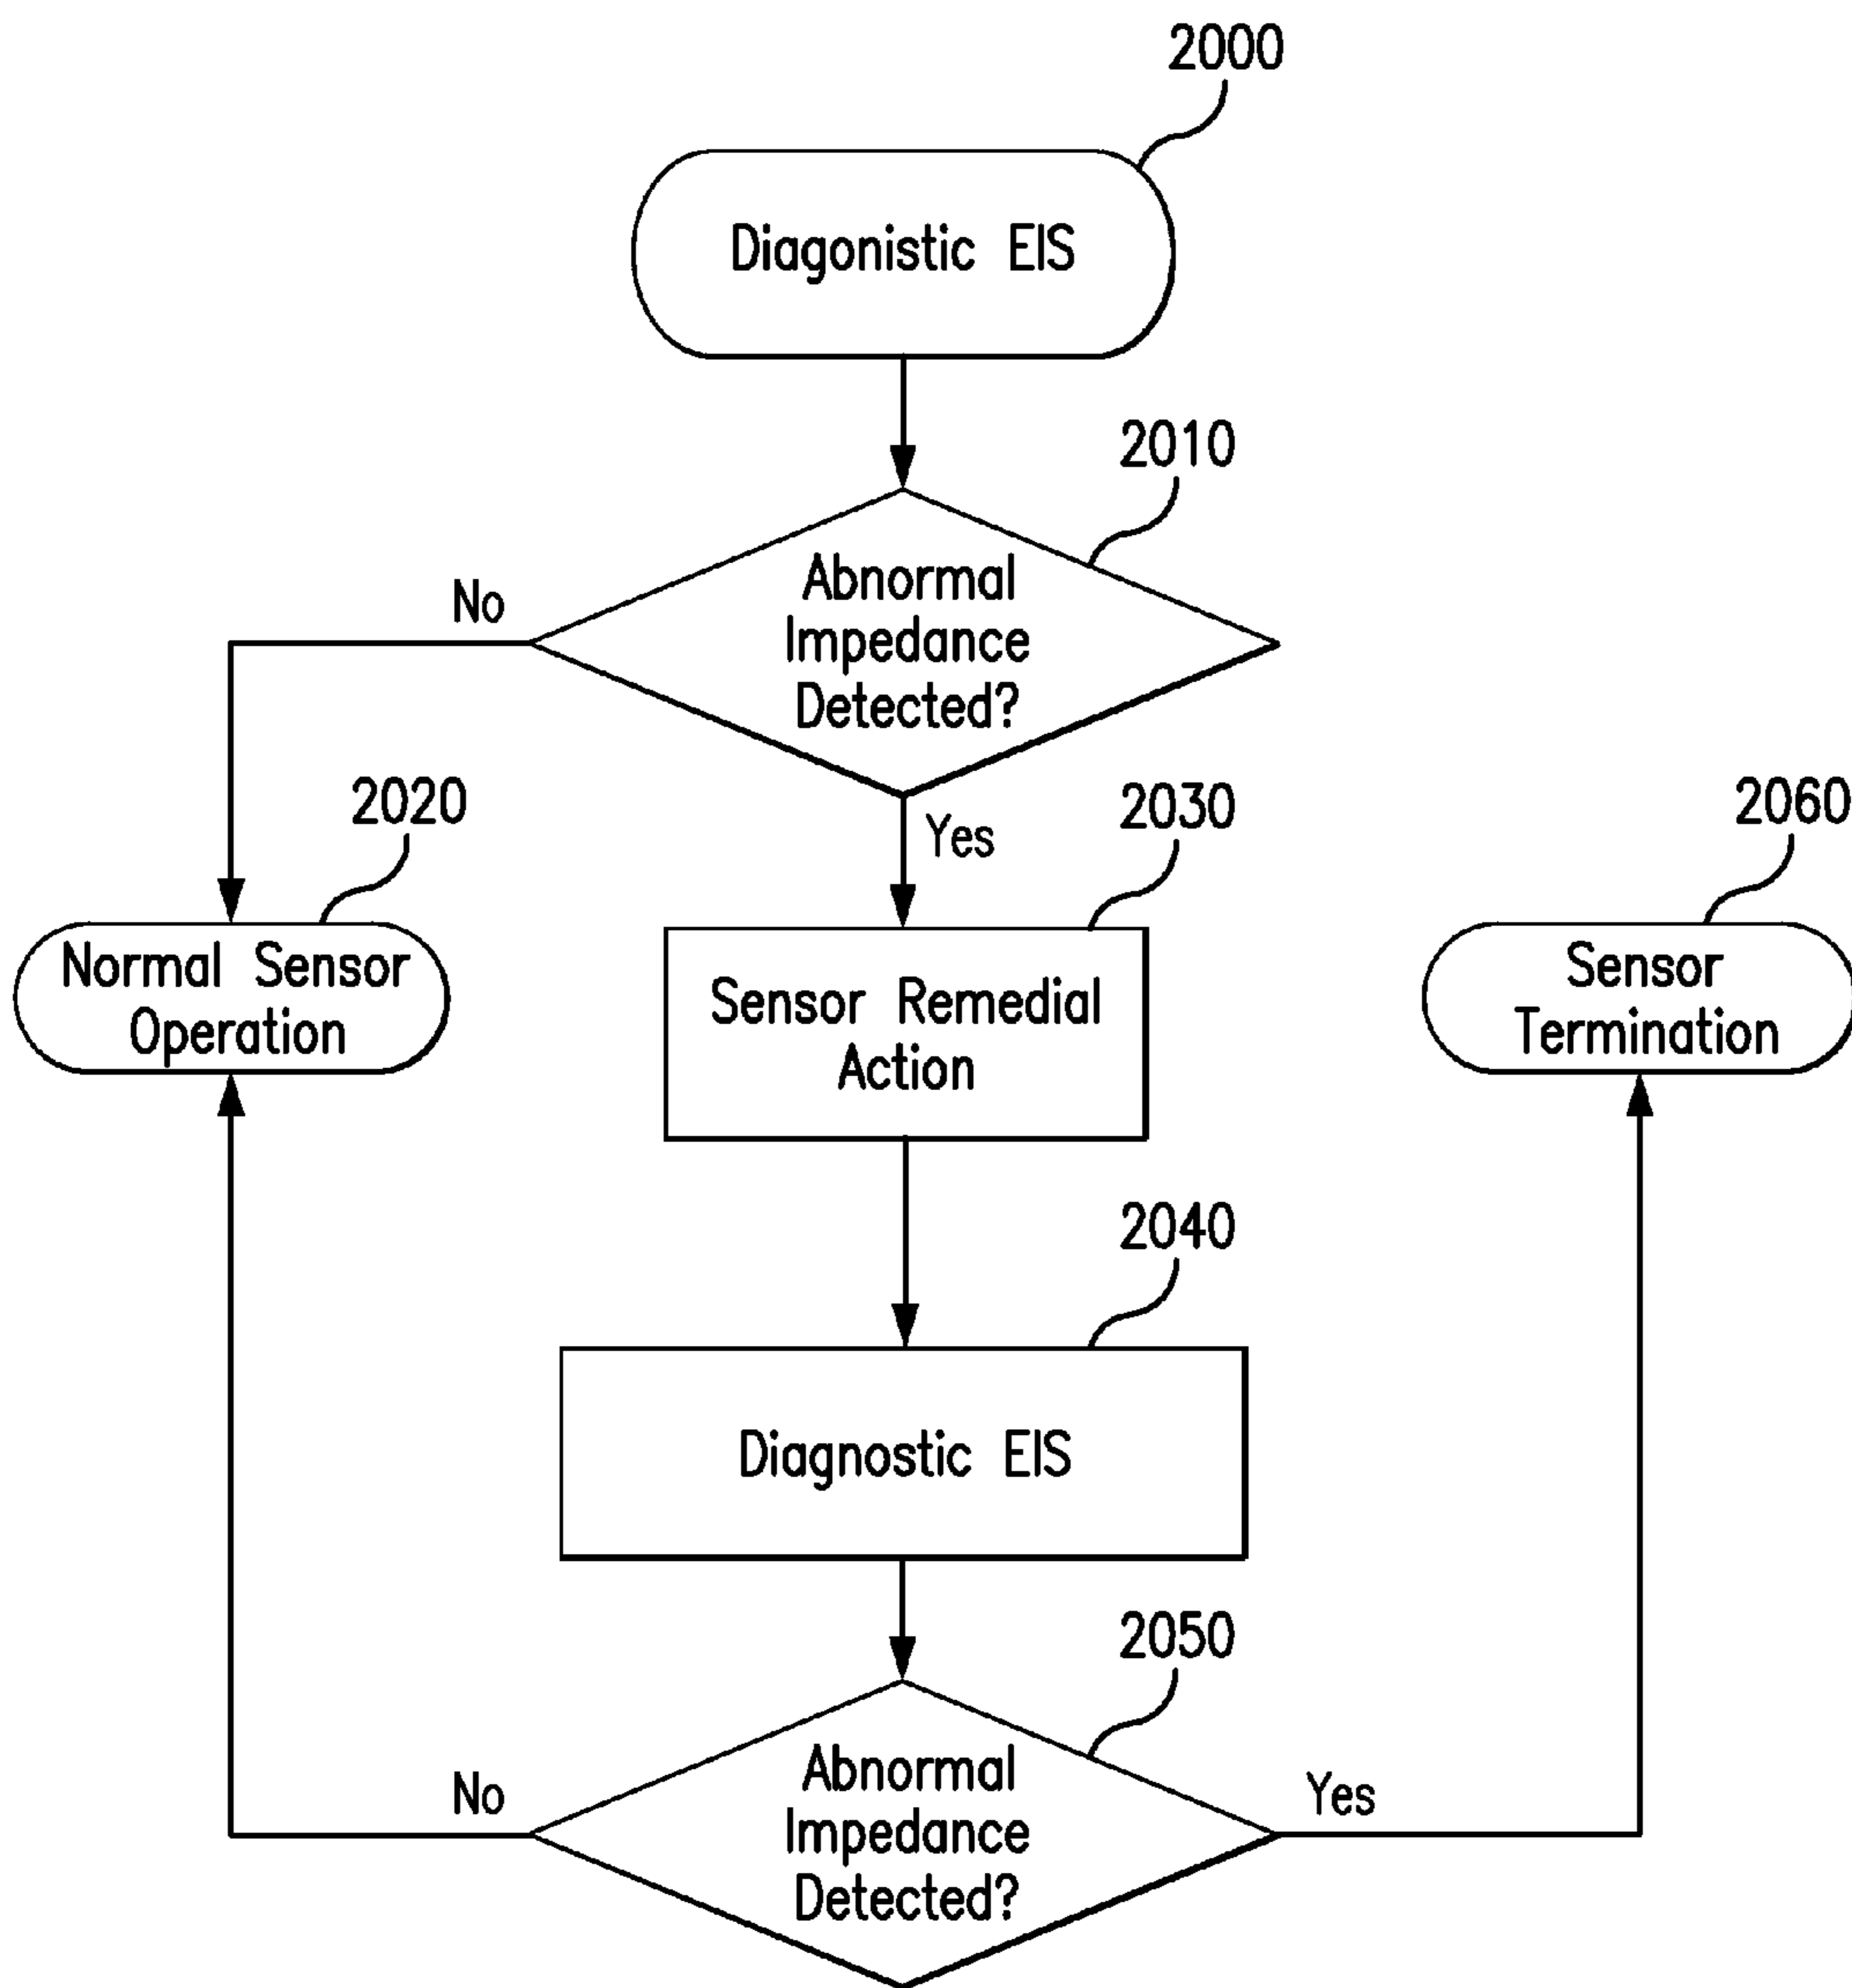 2000
Diagonistic EIS
2010
Abnormal
Impedance
Detected?
No
Yes
2020
Normal Sensor
Operation
2030
Sensor Remedial
Action
2060
Sensor
Termination
2040
Diagnostic EIS
2050
Abnormal
Impedance
Detected?
No
Yes